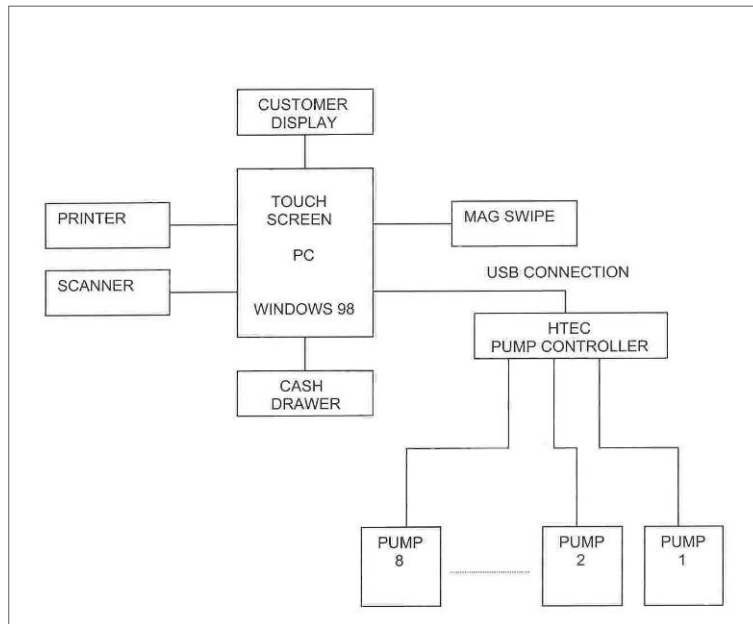 CUSTOMER
DISPLAY
TOUCH
SCREEN
PC
WINDOWS 98
PRINTER
SCANNER
MAG SWIPE
USB CONNECTION
HTEC
PUMP CONTROLLER
CASH
DRAWER
PUMP
8
PUMP
2
PUMP
1